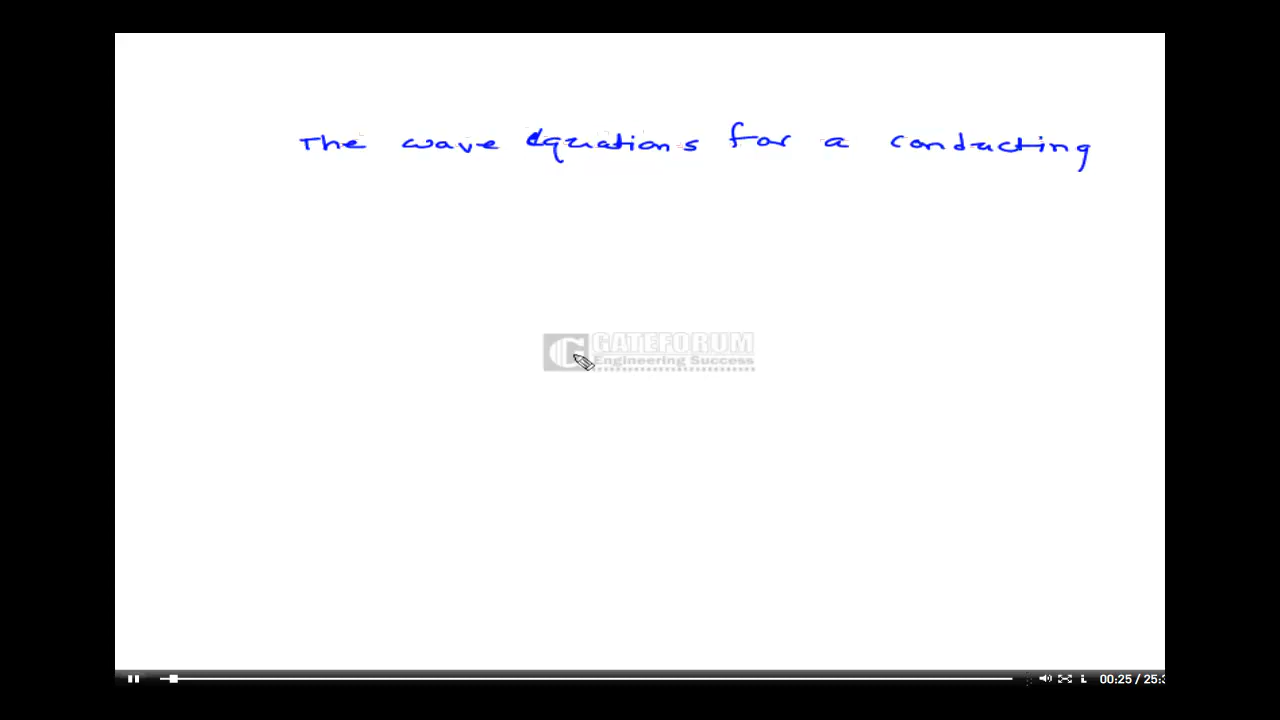 The wave Equations for a conducting
GATEFORUM
Engineering Success
00:25 / 25:3